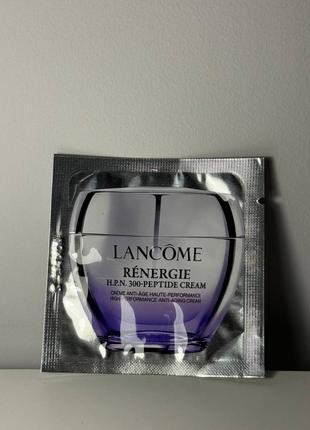 LANCÔME
RÉNERGIE
H.P.N. 300-PEPTIDE CREAM
CRÈME ANTI-ÂGE HAUTE-PERFORMANCE
HIGH-PERFORMANCE ANTI-AGING CREAM